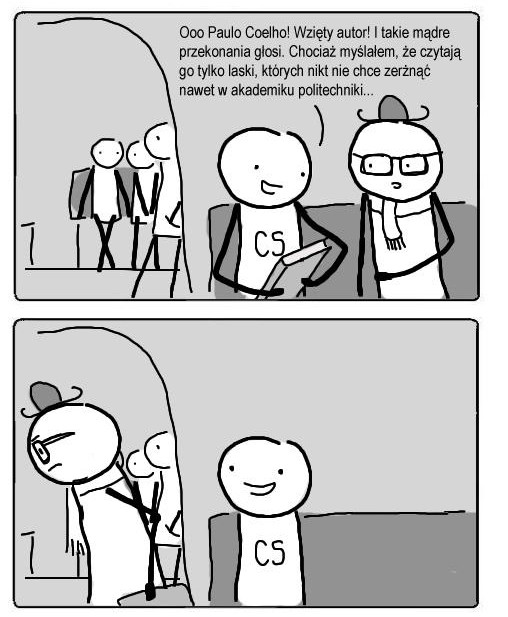 Ooo Paulo Coelho! Wzięty autor! I takie mądre
przekonania głosi. Chociaż myślałem, że czytają
go tylko laski, których nikt nie chce zerżnąć
nawet w akademiku politechniki...
CS
CS